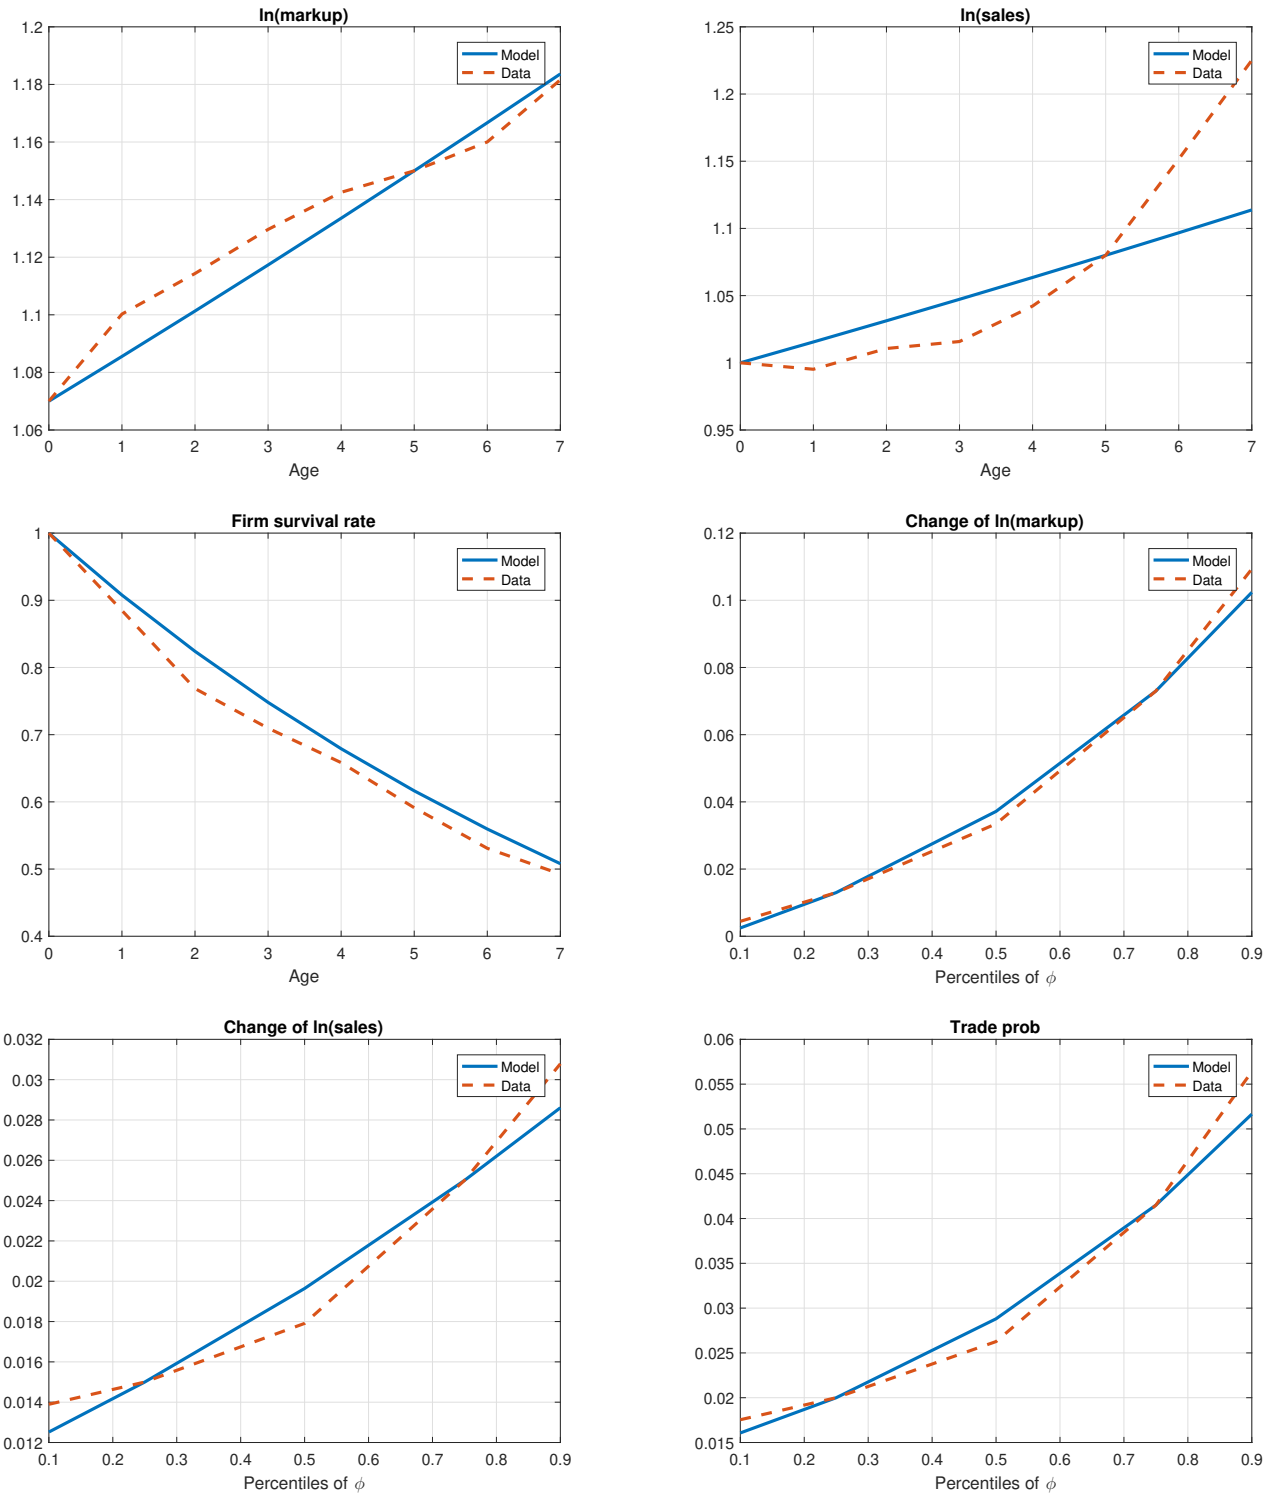 ln(markup)
1.2
1.18
1.16
1.14
1.12
1.1
1.08
1.06
0 1 2 3 4 5 6 7
Age
Model
Data
ln(sales)
1.25
1.2
1.15
1.1
1.05
1
0.95
0 1 2 3 4 5 6 7
Age
Model
Data
Firm survival rate
1
0.9
0.8
0.7
0.6
0.5
0.4
0 1 2 3 4 5 6 7
Age
Model
Data
Change of ln(markup)
0.12
0.1
0.08
0.06
0.04
0.02
0
0.1 0.2 0.3 0.4 0.5 0.6 0.7 0.8 0.9
Percentiles of ϕ
Model
Data
Change of ln(sales)
0.032
0.03
0.028
0.026
0.024
0.022
0.02
0.018
0.016
0.014
0.012
0.1 0.2 0.3 0.4 0.5 0.6 0.7 0.8 0.9
Percentiles of ϕ
Model
Data
Trade prob
0.06
0.055
0.05
0.045
0.04
0.035
0.03
0.025
0.02
0.015
0.1 0.2 0.3 0.4 0.5 0.6 0.7 0.8 0.9
Percentiles of ϕ
Model
Data